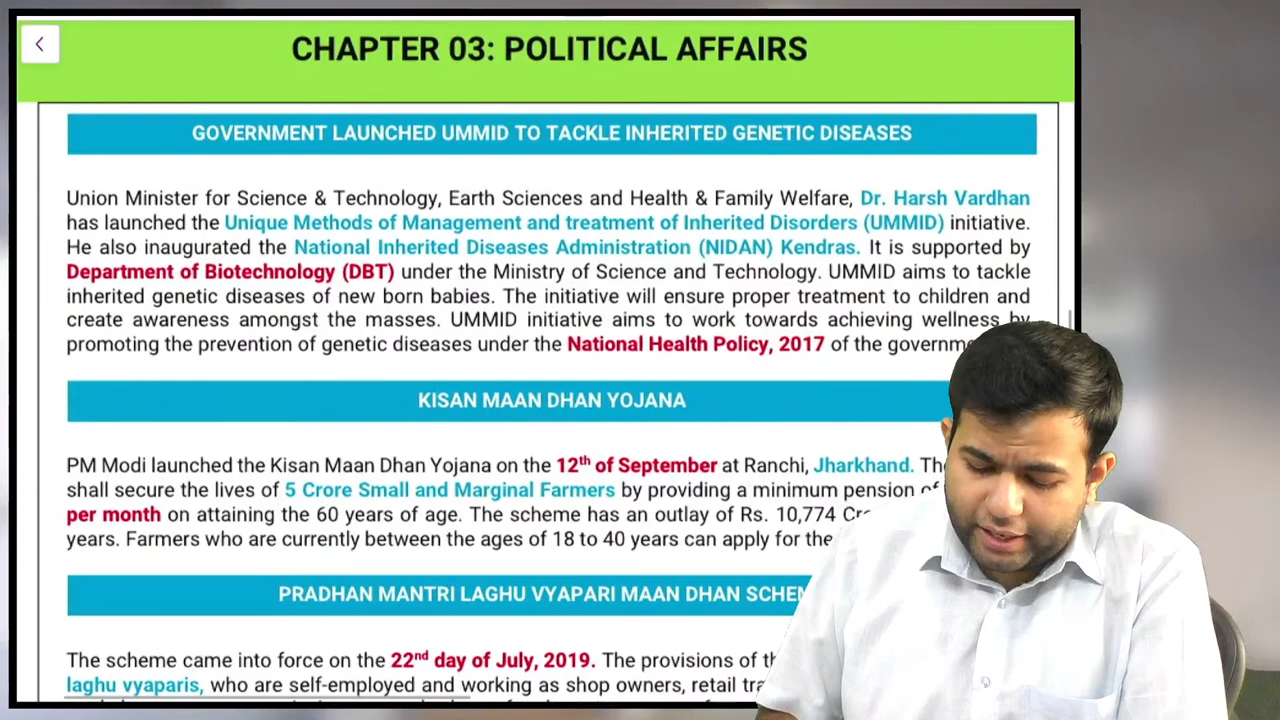 CHAPTER 03: POLITICAL AFFAIRS
GOVERNMENT LAUNCHED UMMID TO TACKLE INHERITED GENETIC DISEASES
Union Minister for Science & Technology, Earth Sciences and Health & Family Welfare, Dr. Harsh Vardhan
has launched the Unique Methods of Management and treatment of Inherited Disorders (UMMID) initiative.
He also inaugurated the National Inherited Diseases Administration (NIDAN) Kendras. It is supported by
Department of Biotechnology (DBT) under the Ministry of Science and Technology. UMMID aims to tackle
inherited genetic diseases of new born babies. The initiative will ensure proper treatment to children and
create awareness amongst the masses. UMMID initiative aims to work towards achieving wellness by
promoting the prevention of genetic diseases under the National Health Policy, 2017 of the
KISAN MAAN DHAN YOJANA
PM Modi launched the Kisan Maan Dhan Yojana on the 12th of September at Ranchi, Jharkhand.
shall secure the lives of 5 Crore Small and Marginal Farmers by providing a minimum pension
per month on attaining the 60 years of age. The scheme has an outlay of Rs. 10,774
years. Farmers who are currently between the ages of 18 to 40 years can apply for the
PRADHAN MANTRI LAGHU VYAPARI MAAN DHAN
The scheme came into force on the 22nd day of July, 2019. The provisions of
laghu vyaparis, who are self-employed and working as shop owners, retail